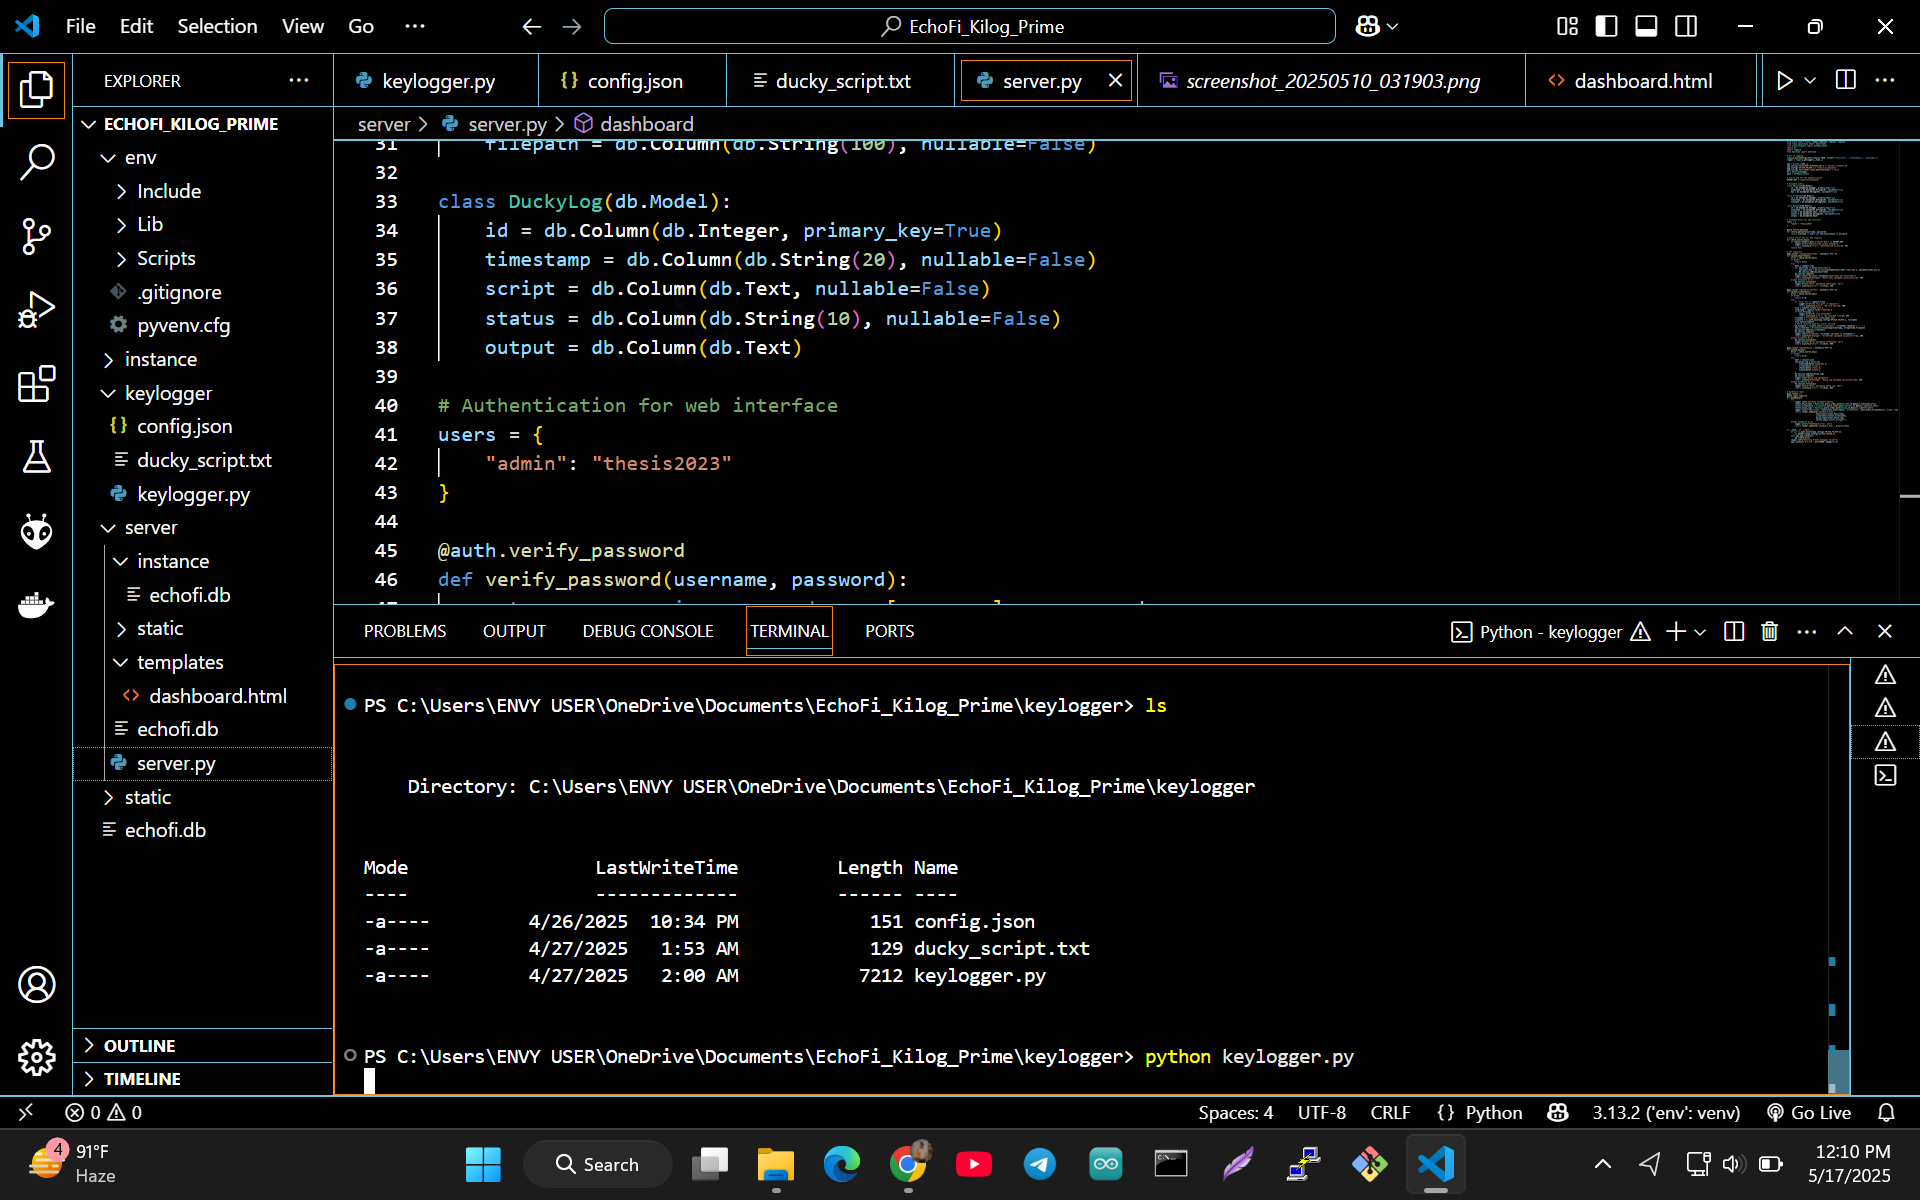 File Edit Selection View Go ···
EchoFi_Kilog_Prime
EXPLORER
keylogger.py
config.json
ducky_script.txt
server.py
screenshot_20250510_031903.png
dashboard.html
server > server.py > dashboard
ECHOFI_KILOG_PRIME
env
Include
Lib
Scripts
.gitignore
pyvenv.cfg
instance
keylogger
config.json
ducky_script.txt
keylogger.py
server
instance
echofi.db
static
templates
dashboard.html
echofi.db
server.py
static
echofi.db
OUTLINE
TIMELINE
31 filepath = db.Column(db.String(100), nullable=False)
32
33 class DuckyLog(db.Model):
34 id = db.Column(db.Integer, primary_key=True)
35 timestamp = db.Column(db.String(20), nullable=False)
36 script = db.Column(db.Text, nullable=False)
37 status = db.Column(db.String(10), nullable=False)
38 output = db.Column(db.Text)
39
40 # Authentication for web interface
41 users = {
42 "admin": "thesis2023"
43 }
44
45 @auth.verify_password
46 def verify_password(username, password):
PROBLEMS OUTPUT DEBUG CONSOLE TERMINAL PORTS
Python - keylogger
PS C:\Users\ENVY USER\OneDrive\Documents\EchoFi_Kilog_Prime\keylogger> ls
Directory: C:\Users\ENVY USER\OneDrive\Documents\EchoFi_Kilog_Prime\keylogger
Mode LastWriteTime Length Name
---- ------------- ------ ----
-a---- 4/26/2025 10:34 PM 151 config.json
-a---- 4/27/2025 1:53 AM 129 ducky_script.txt
-a---- 4/27/2025 2:00 AM 7212 keylogger.py
PS C:\Users\ENVY USER\OneDrive\Documents\EchoFi_Kilog_Prime\keylogger> python keylogger.py
0 0
Spaces: 4 UTF-8 CRLF {} Python 3.13.2 ('env': venv) Go Live
4
91°F
Haze
Search
12:10 PM
5/17/2025